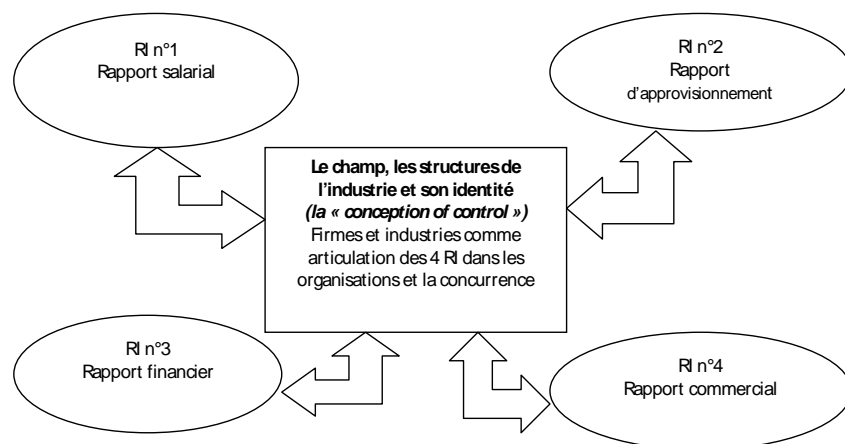 RI n°1
Rapport salarial
RI n°2
Rapport
d'approvisionnement
Le champ, les structures de
l'industrie et son identité
(la « conception of control »)
Firmes et industries comme
articulation des 4 RI dans les
organisations et la concurrence
RI n°3
Rapport financier
RI n°4
Rapport commercial